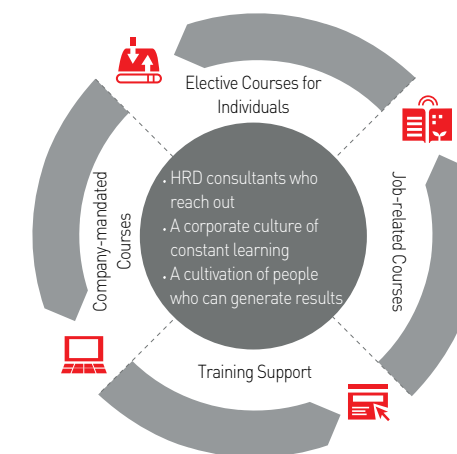 Elective Courses for
Individuals
Company-mandated
Courses
. HRD consultants who
reach out
. A corporate culture of
constant learning
. A cultivation of people
who can generate results
Job-related Courses
Training Support